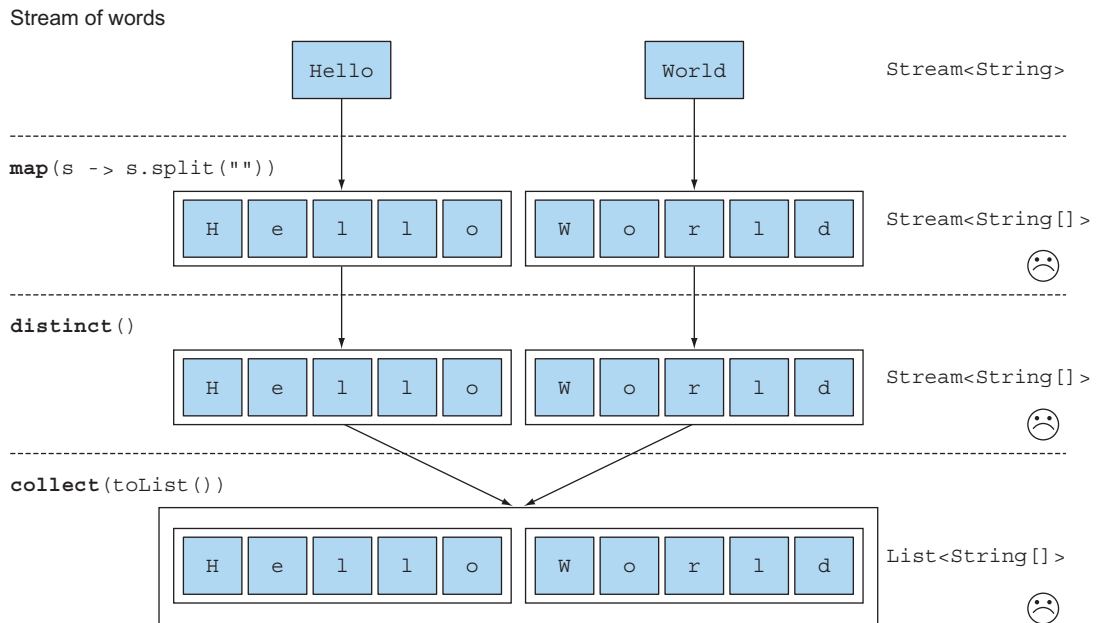 Stream of words
Hello World Stream<String>
map(s -> s.split(""))
H e l l o W o r l d Stream<String[]>
distinct()
H e l l o W o r l d Stream<String[]>
collect(toList())
H e l l o W o r l d List<String[]>